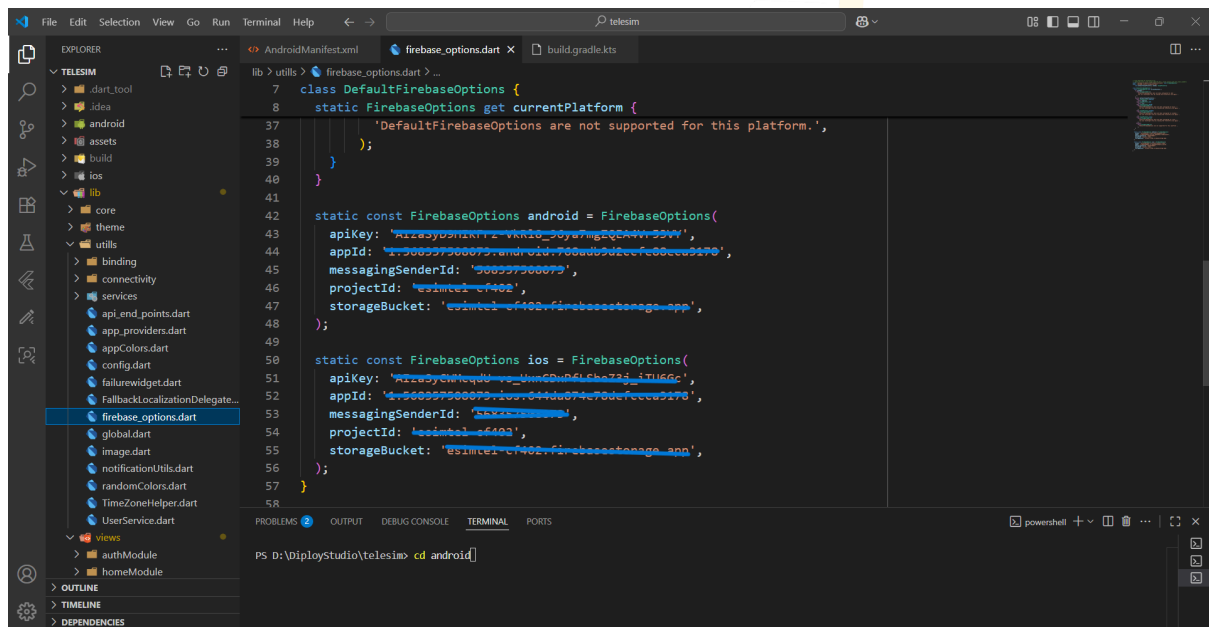 File Edit Selection View Go Run Terminal Help
telesim
EXPLORER
AndroidManifest.xml
firebase_options.dart
build.gradle.kts
TELESIM
lib > utills > firebase_options.dart > ...
.dart_tool
.idea
android
assets
build
ios
lib
core
theme
utills
binding
connectivity
services
api_end_points.dart
app_providers.dart
appColors.dart
config.dart
failurewidget.dart
FallbackLocalizationDelegate...
firebase_options.dart
global.dart
image.dart
notificationUtils.dart
randomColors.dart
TimeZoneHelper.dart
UserService.dart
views
authModule
homeModule
OUTLINE
TIMELINE
DEPENDENCIES
7 class DefaultFirebaseOptions {
8 static FirebaseOptions get currentPlatform {
37 'DefaultFirebaseOptions are not supported for this platform.',
38 );
39 }
40 }
41
42 static const FirebaseOptions android = FirebaseOptions(
43 apiKey: '',
44 appId: '',
45 messagingSenderId: '',
46 projectId: '',
47 storageBucket: '',
48 );
49
50 static const FirebaseOptions ios = FirebaseOptions(
51 apiKey: '',
52 appId: '',
53 messagingSenderId: '',
54 projectId: '',
55 storageBucket: '',
56 );
57 }
58
PROBLEMS 2 OUTPUT DEBUG CONSOLE TERMINAL PORTS
powershell
PS D:\DiployStudio\telesim> cd android